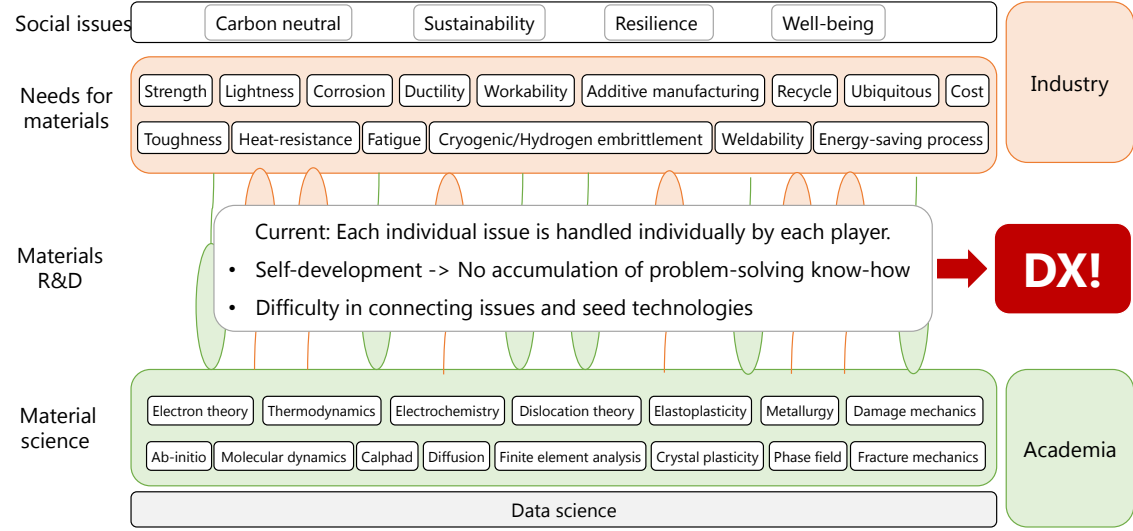 Social issues
Carbon neutral
Sustainability
Resilience
Well-being
Industry
Needs for
materials
Strength
Lightness
Corrosion
Ductility
Workability
Additive manufacturing
Recycle
Ubiquitous
Cost
Toughness
Heat-resistance
Fatigue
Cryogenic/Hydrogen embrittlement
Weldability
Energy-saving process
Materials
R&D
Current: Each individual issue is handled individually by each player.
• Self-development -> No accumulation of problem-solving know-how
• Difficulty in connecting issues and seed technologies
DX!
Material
science
Electron theory
Thermodynamics
Electrochemistry
Dislocation theory
Elastoplasticity
Metallurgy
Damage mechanics
Ab-initio
Molecular dynamics
Calphad
Diffusion
Finite element analysis
Crystal plasticity
Phase field
Fracture mechanics
Academia
Data science